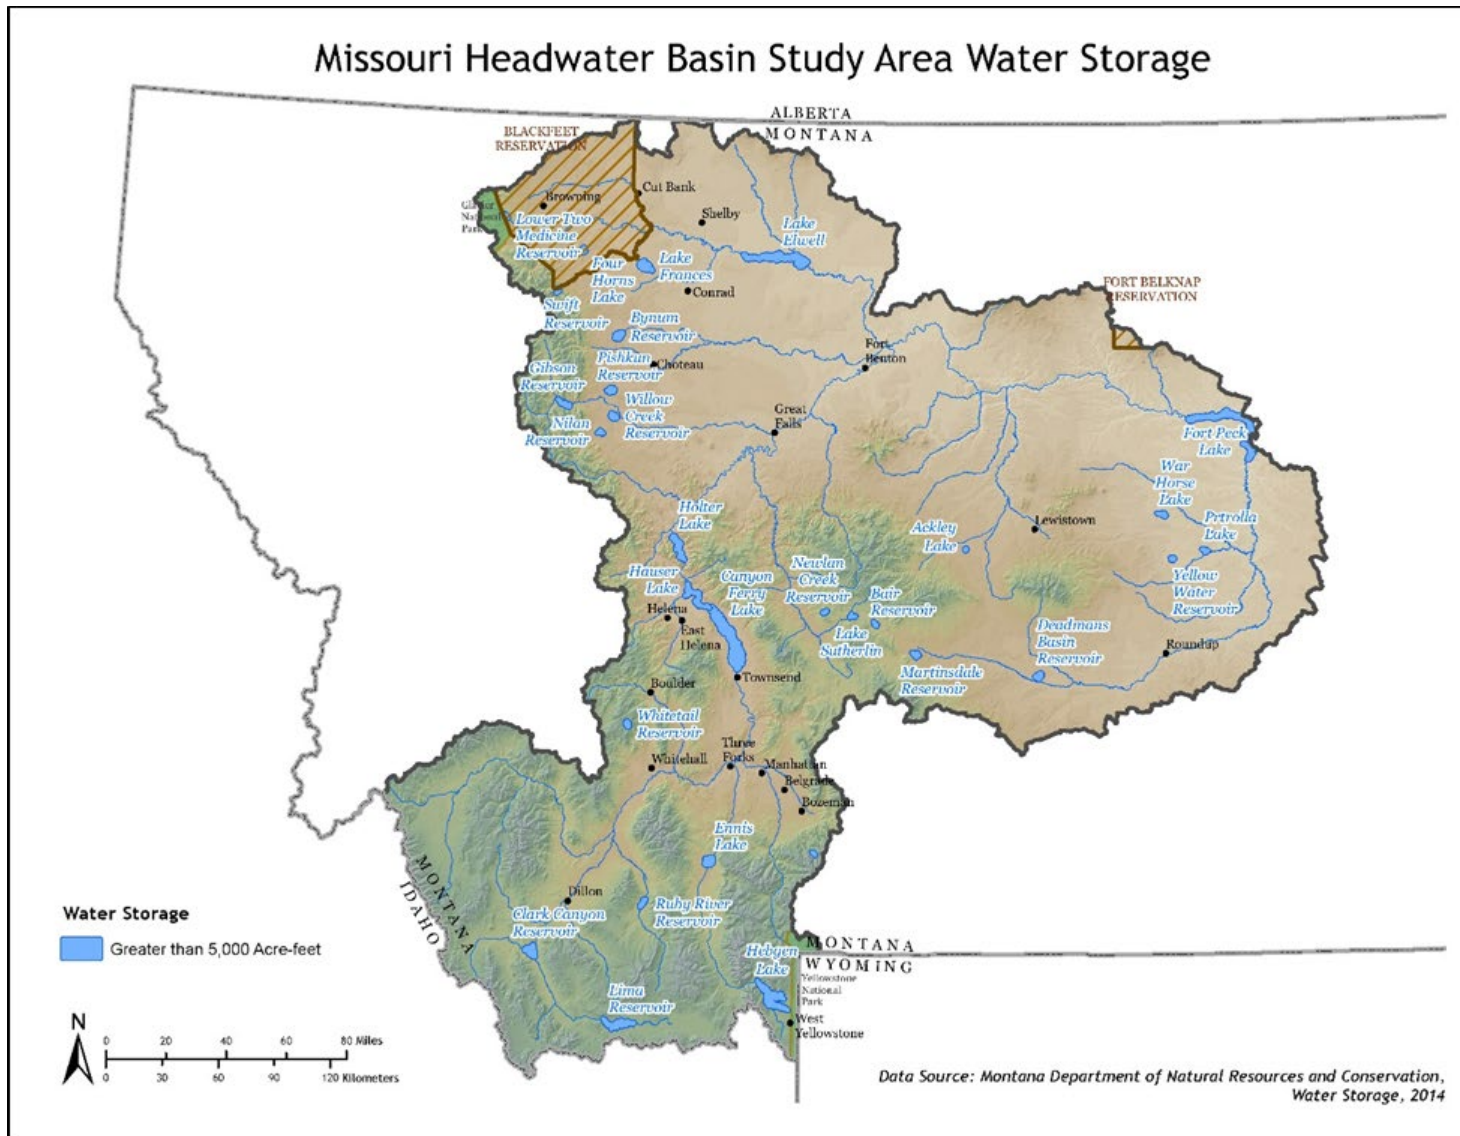 Missouri Headwater Basin Study Area Water Storage
ALBERTA
MONTANA
BLACKFEET
RESERVATION
Browning
Cut Bank
Shelby
Glacier
National
Park
Lower Two
Medicine
Reservoir
Lake
Elwell
Four
Horns
Lake
Lake
Frances
Conrad
FORT BELKNAP
RESERVATION
Swift
Reservoir
Bynum
Reservoir
Fort
Benton
Pishkun
Reservoir
Choteau
Gibson
Reservoir
Willow
Creek
Reservoir
Nilan
Reservoir
Great
Falls
Fort Peck
Lake
War
Horse
Lake
Holter
Lake
Ackley
Lake
Lewistown
Prtrolla
Lake
Hauser
Lake
Canyon
Ferry
Lake
Newlan
Creek
Reservoir
Bair
Reservoir
Yellow
Water
Reservoir
Helena
East
Helena
Lake
Sutherlin
Deadmans
Basin
Reservoir
Roundup
Martinsdale
Reservoir
Townsend
Boulder
Whitetail
Reservoir
Three
Forks
Whitehall
Manhattan
Belgrade
Bozeman
Ennis
Lake
MONTANA
IDAHO
Dillon
Clark Canyon
Reservoir
Ruby River
Reservoir
Hebgen
Lake
MONTANA
WYOMING
Yellowstone
National
Park
Lima
Reservoir
West
Yellowstone
Water Storage
Greater than 5,000 Acre-feet
N
0 20 40 60 80 Miles
0 30 60 90 120 Kilometers
Data Source: Montana Department of Natural Resources and Conservation,
Water Storage, 2014